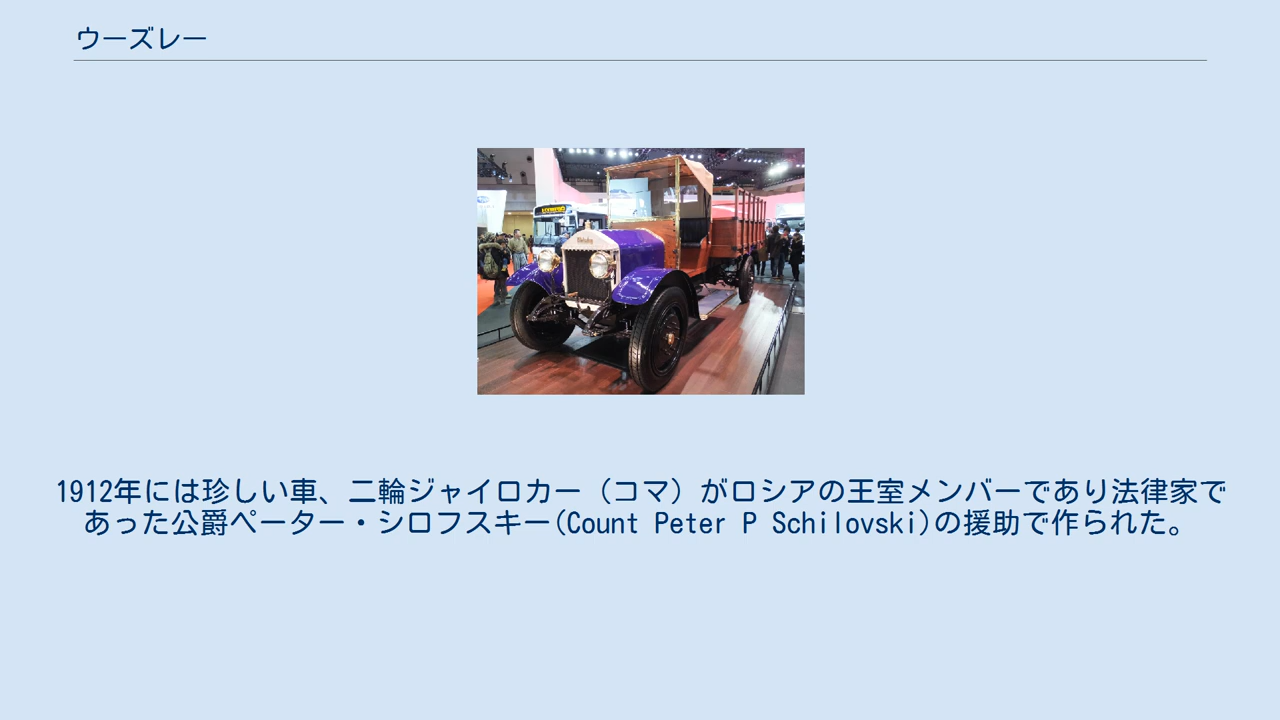 ウーズレー
1912年には珍しい車、二輪ジャイロカー（コマ）がロシアの王室メンバーであり法律家で
あった公爵ペーター・シロフスキー(Count Peter P Schilovski)の援助で作られた。